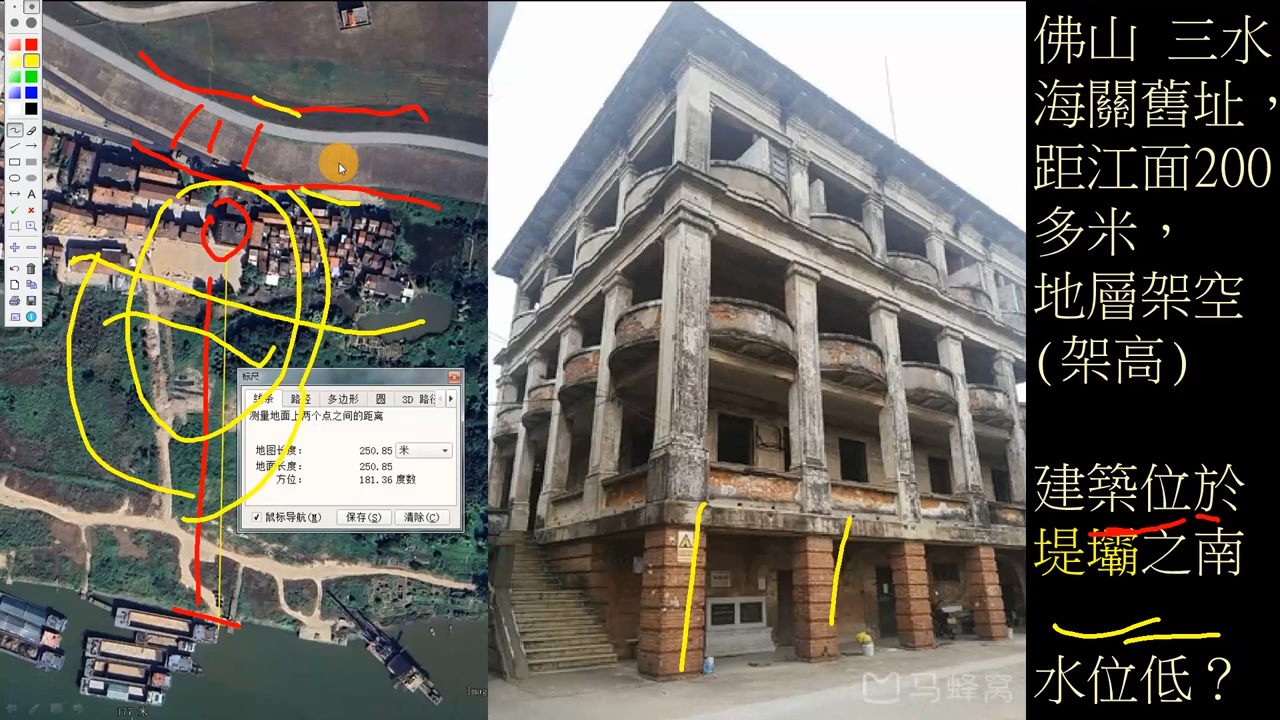 佛山 三水
海關舊址，
距江面200
多米，
地層架空
(架高)
建築位於
堤壩之南
水位低？
标尺
线条 路径 多边形 圆 3D 路径
测量地面上两个点之间的距离
地图长度： 250.85 米
地面长度： 250.85
方位： 181.36 度数
鼠标导航(M) 保存(S) 清除(C)
177 米
Imag
马蜂窝
A